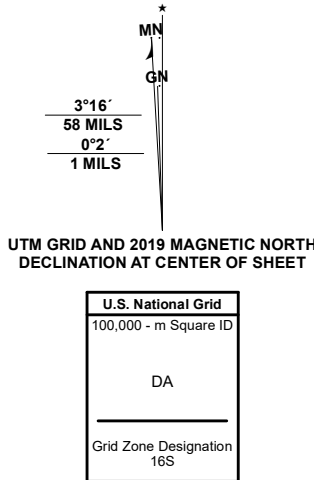 MN
GN
3°16´
58 MILS
0°2´
1 MILS
UTM GRID AND 2019 MAGNETIC NORTH
DECLINATION AT CENTER OF SHEET
U.S. National Grid
100,000 - m Square ID
DA
Grid Zone Designation
16S